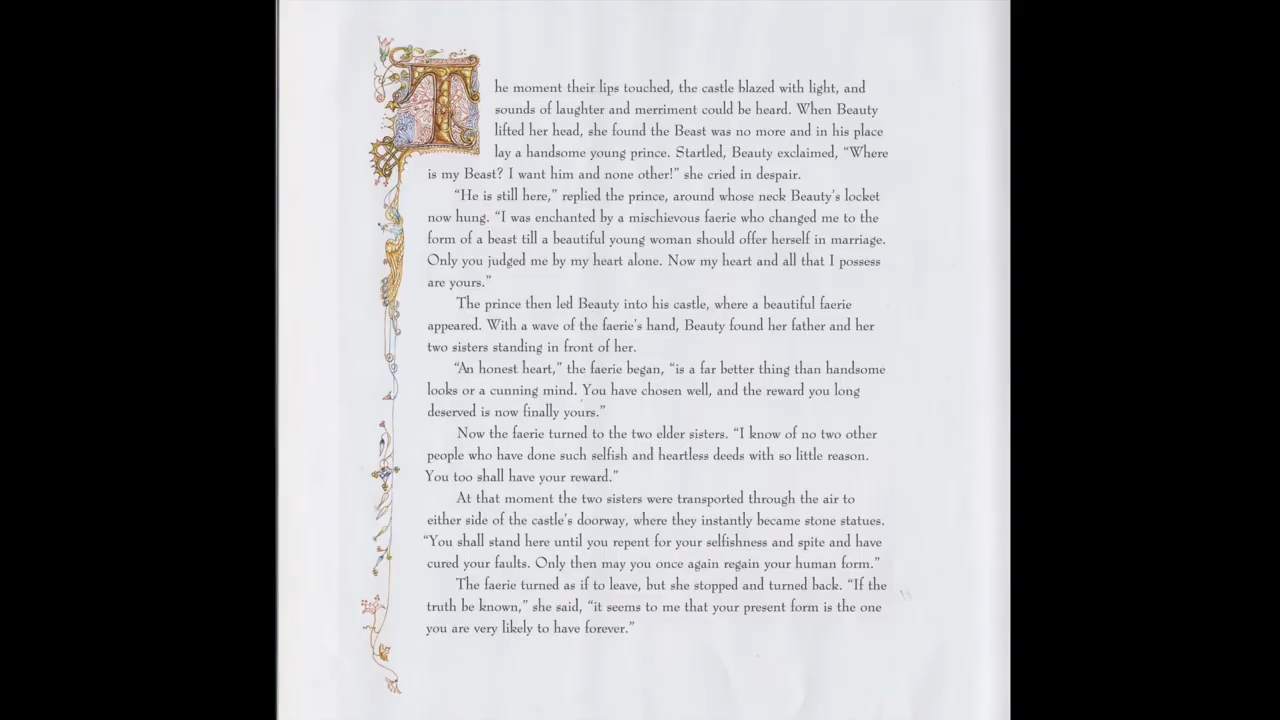 The moment their lips touched, the castle blazed with light, and
sounds of laughter and merriment could be heard. When Beauty
lifted her head, she found the Beast was no more and in his place
lay a handsome young prince. Startled, Beauty exclaimed, “Where
is my Beast? I want him and none other!” she cried in despair.
“He is still here,” replied the prince, around whose neck Beauty’s locket
now hung. “I was enchanted by a mischievous faerie who changed me to the
form of a beast till a beautiful young woman should offer herself in marriage.
Only you judged me by my heart alone. Now my heart and all that I possess
are yours.”
The prince then led Beauty into his castle, where a beautiful faerie
appeared. With a wave of the faerie’s hand, Beauty found her father and her
two sisters standing in front of her.
“An honest heart,” the faerie began, “is a far better thing than handsome
looks or a cunning mind. You have chosen well, and the reward you long
deserved is now finally yours.”
Now the faerie turned to the two elder sisters. “I know of no two other
people who have done such selfish and heartless deeds with so little reason.
You too shall have your reward.”
At that moment the two sisters were transported through the air to
either side of the castle’s doorway, where they instantly became stone statues.
“You shall stand here until you repent for your selfishness and spite and have
cured your faults. Only then may you once again regain your human form.”
The faerie turned as if to leave, but she stopped and turned back. “If the
truth be known,” she said, “it seems to me that your present form is the one
you are very likely to have forever.”